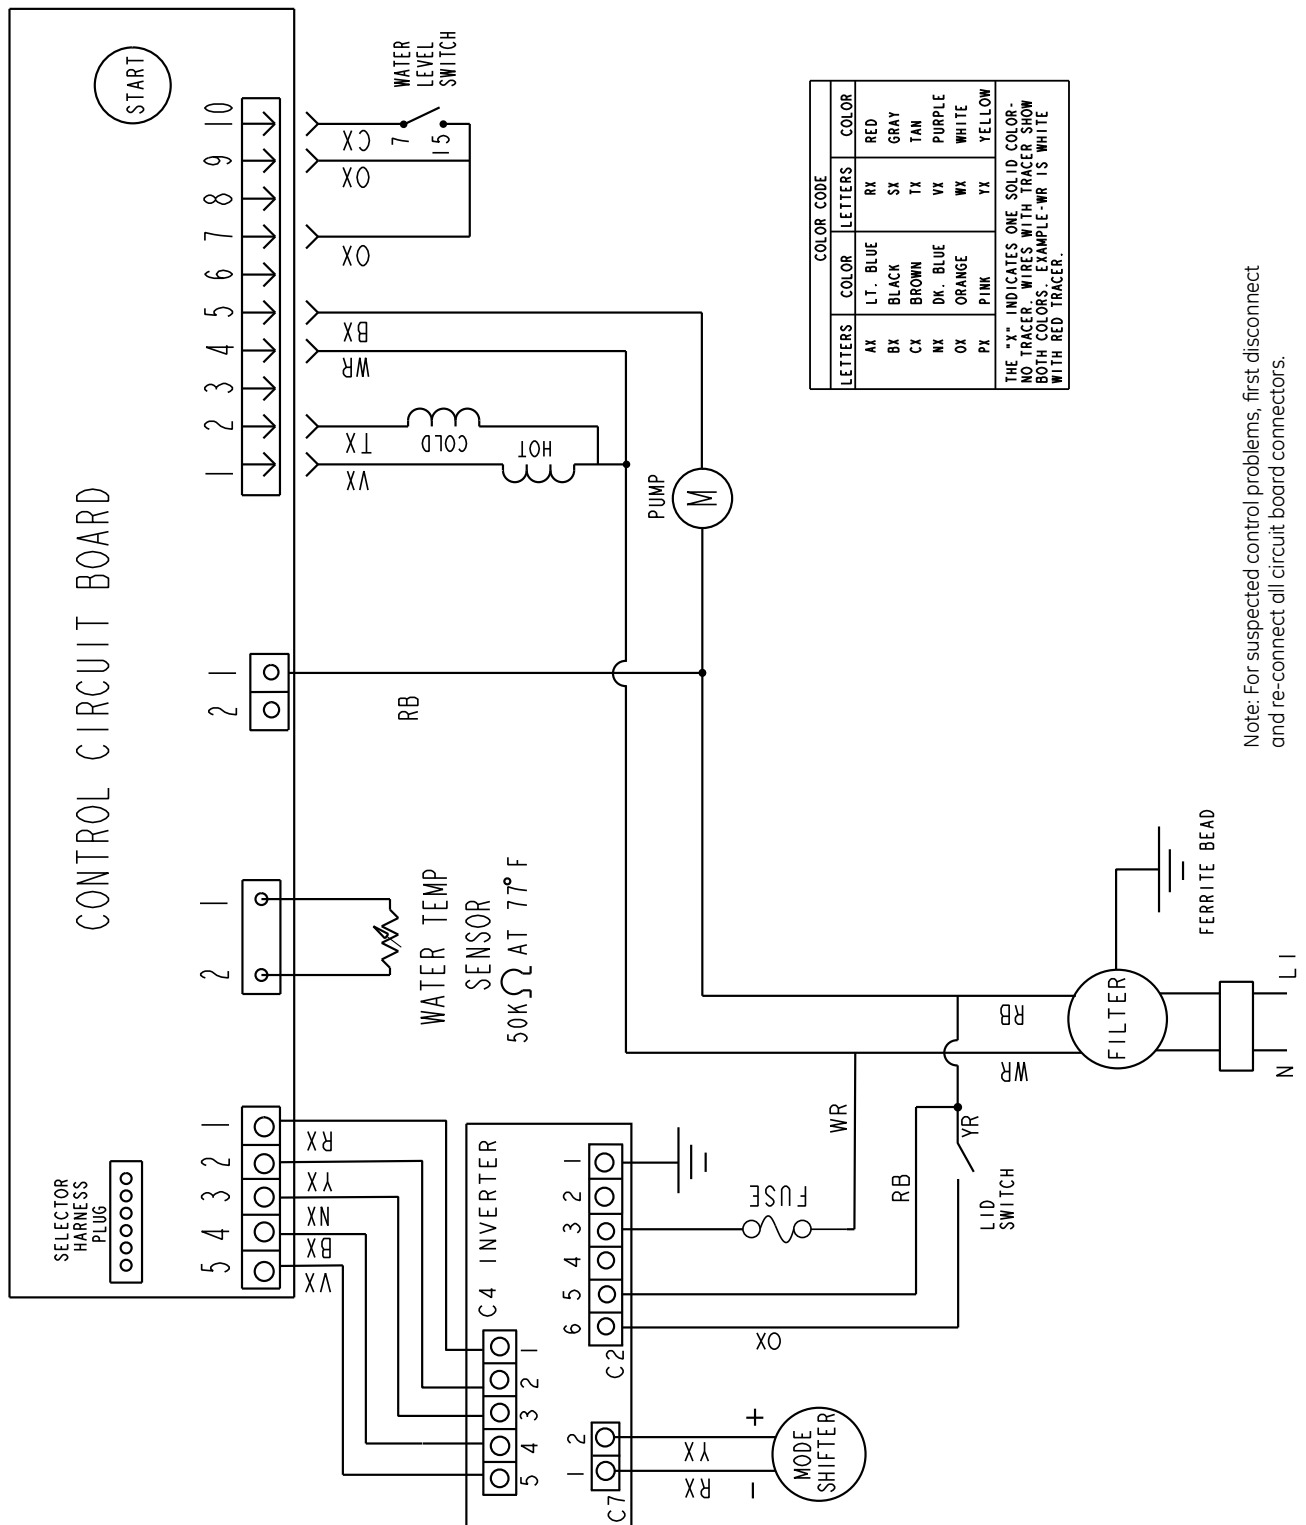 CONTROL CIRCUIT BOARD
START
SELECTOR
HARNESS
PLUG
5 4 3 2 1
VX
BX
NX
YX
RX
2 1
WATER TEMP
SENSOR
50KΩ AT 77°F
2 1
RB
1 2 3 4 5 6 7 8 9 10
VX
TX
WR
BX
OX
OX
CX
COLD
HOT
7
15
WATER
LEVEL
SWITCH
PUMP
M
C4 INVERTER
5 4 3 2 1
C2
6 5 4 3 2 1
C7
1 2
RX
YX
-
+
MODE
SHIFTER
OX
FUSE
WR
RB
YR
LID
SWITCH
WR
RB
FILTER
FERRITE BEAD
N
L1
COLOR CODE
LETTERS COLOR LETTERS COLOR
AX LT. BLUE RX RED
BX BLACK SX GRAY
CX BROWN TX TAN
NX DK. BLUE VX PURPLE
OX ORANGE WX WHITE
PX PINK YX YELLOW
THE "X" INDICATES ONE SOLID COLOR-
NO TRACER. WIRES WITH TRACER SHOW
BOTH COLORS. EXAMPLE-WR IS WHITE
WITH RED TRACER.
Note: For suspected control problems, first disconnect
and re-connect all circuit board connectors.